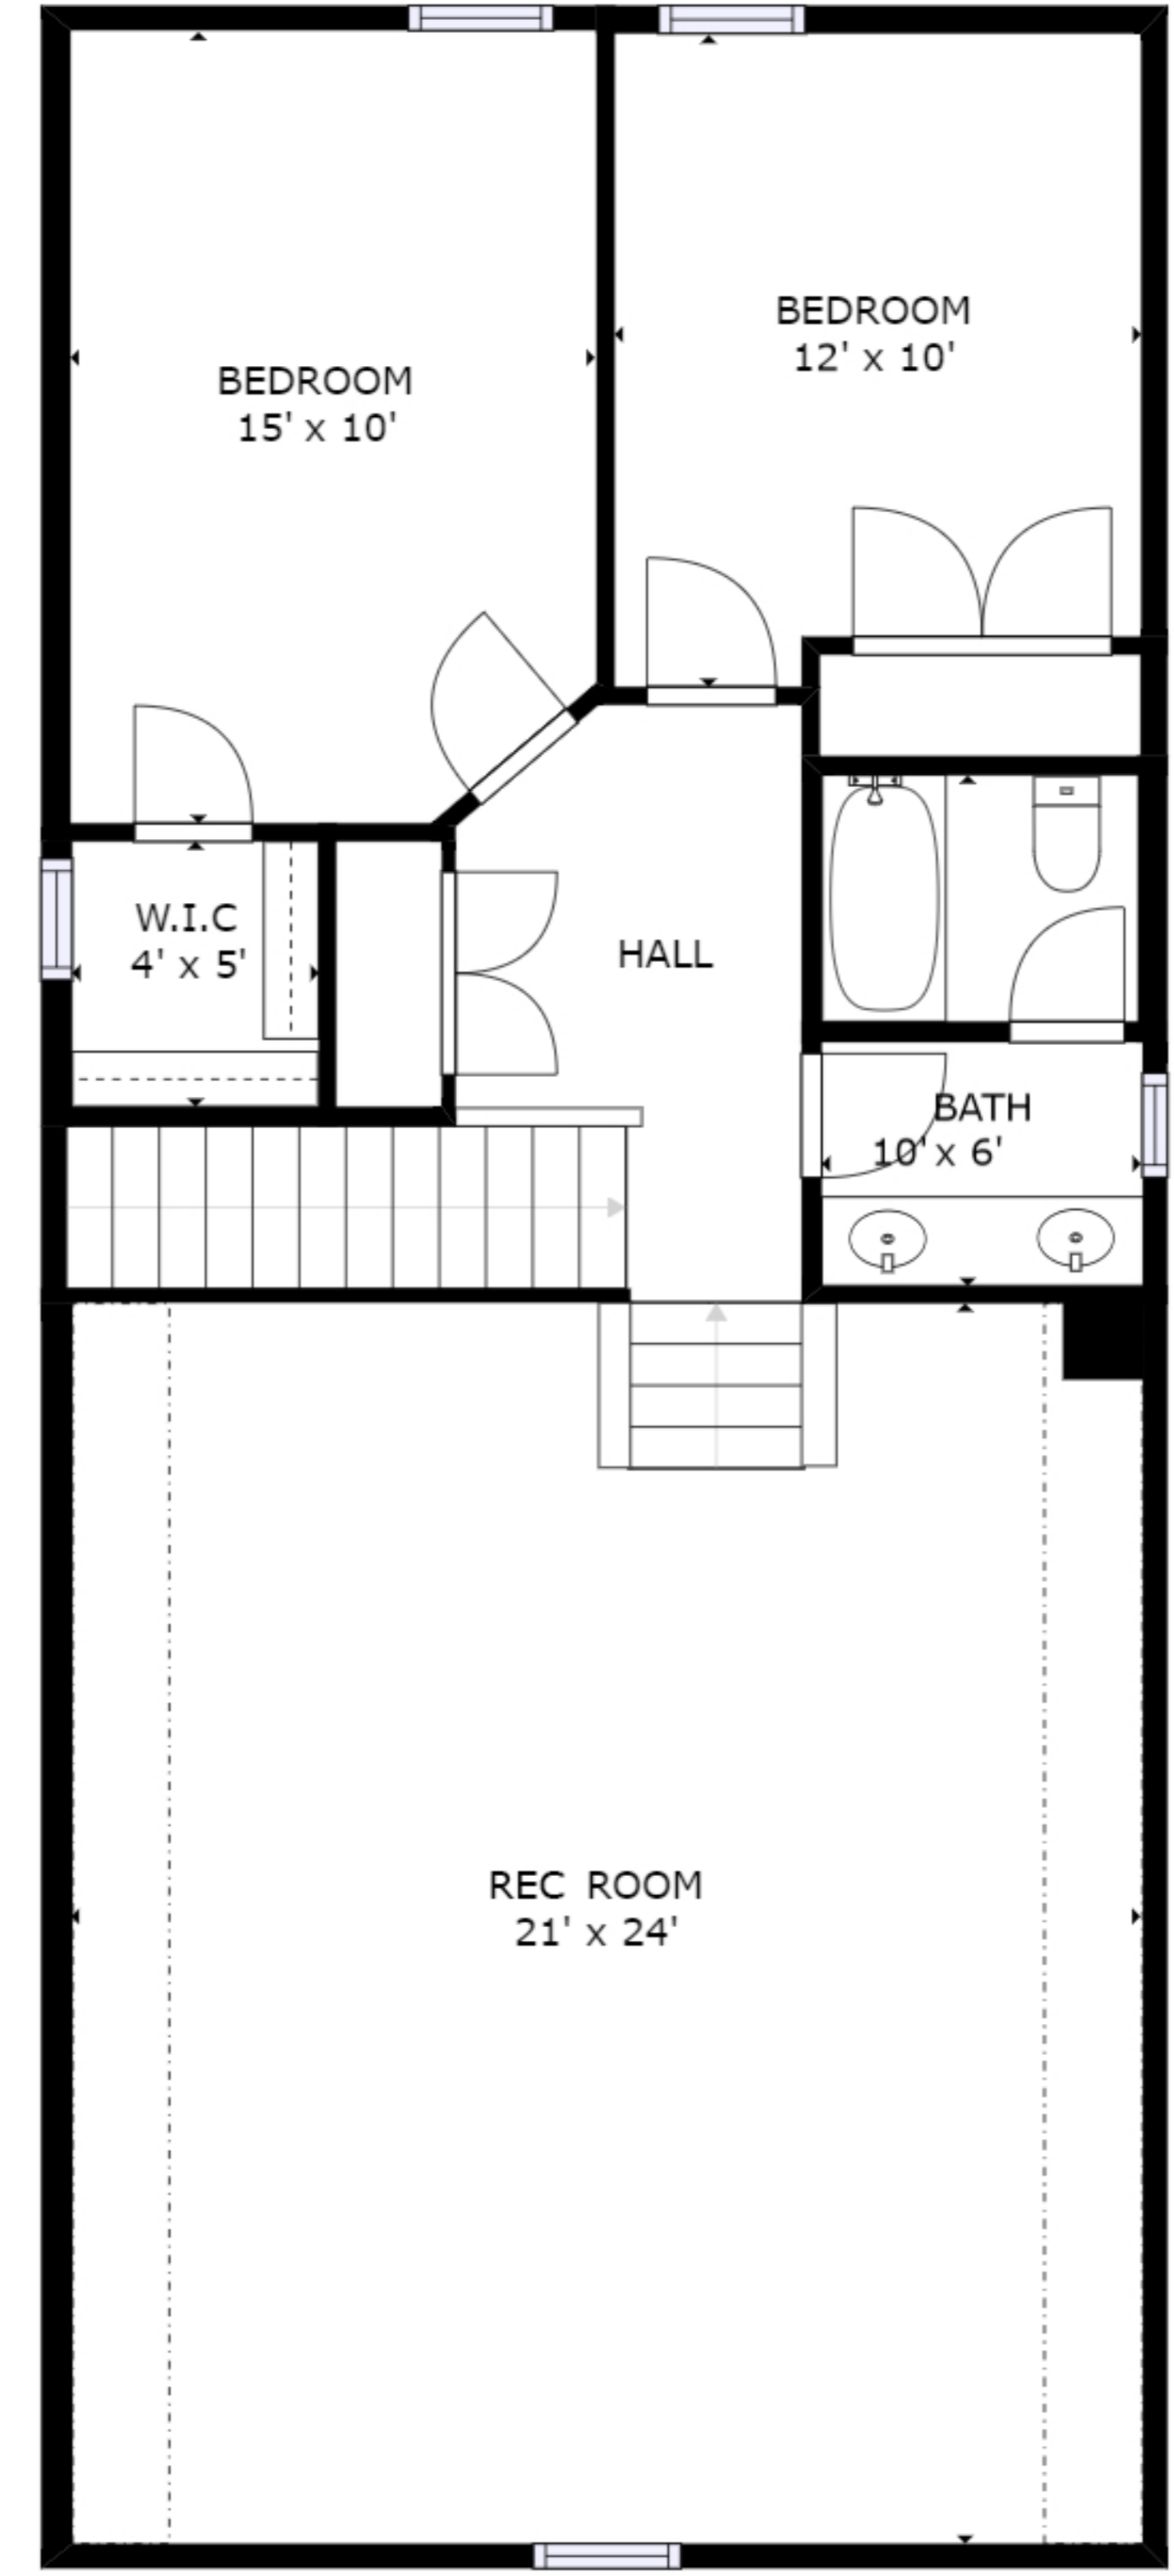 BEDROOM
12' x 10'
BEDROOM
15' x 10'
W.I.C
4' x 5'
HALL
BATH
10' x 6'
REC ROOM
21' x 24'